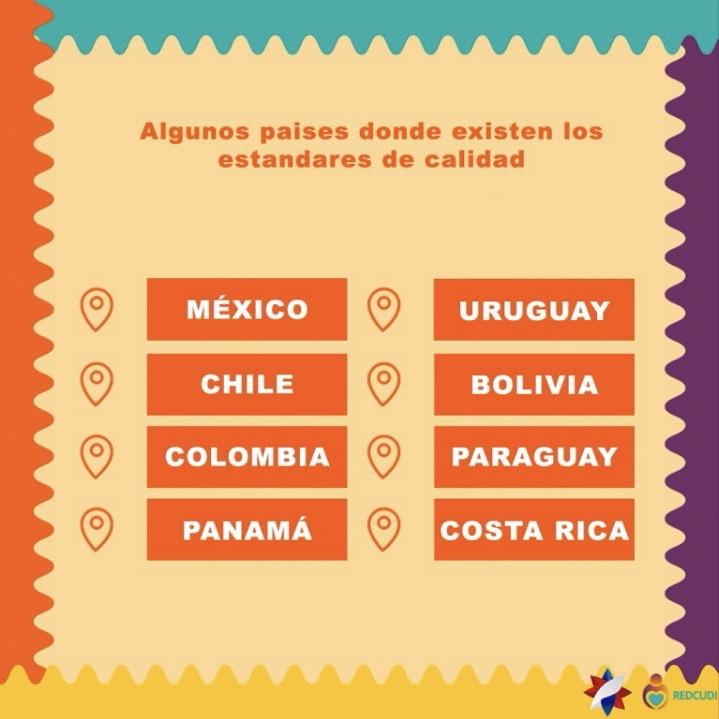 Algunos paises donde existen los
estandares de calidad
MÉXICO
URUGUAY
CHILE
BOLIVIA
COLOMBIA
PARAGUAY
PANAMÁ
COSTA RICA
REDCUDI